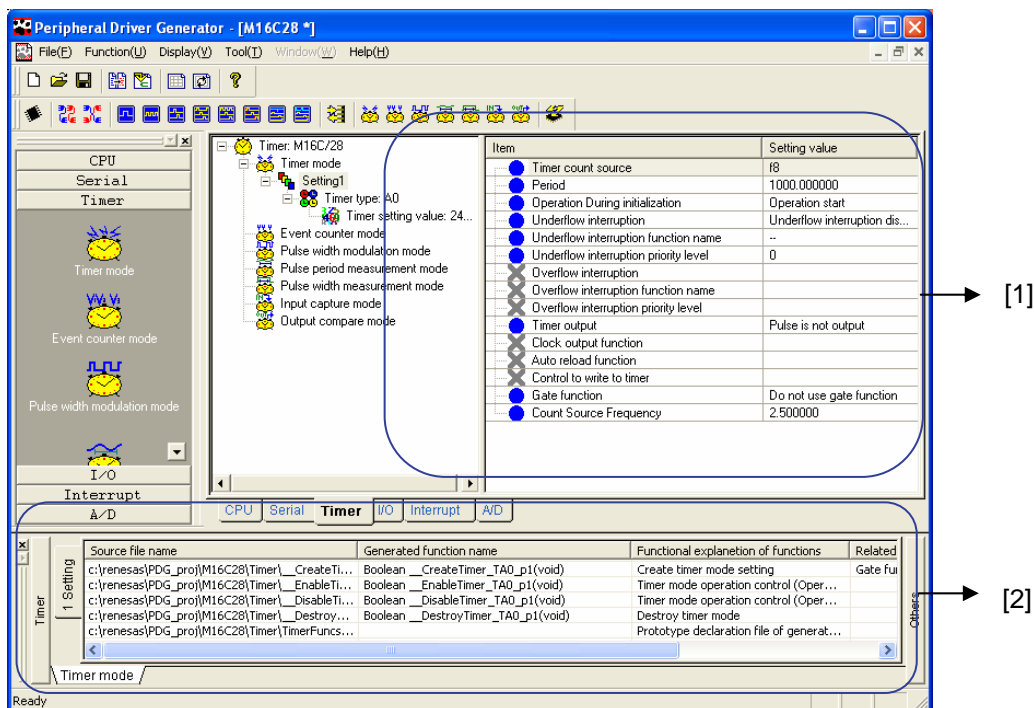 Peripheral Driver Generator - [M16C28 *]
File(F) Function(U) Display(V) Tool(T) Window(W) Help(H)
CPU
Serial
Timer
Timer mode
Event counter mode
Pulse width modulation mode
I/O
Interrupt
A/D
Timer: M16C/28
Timer mode
Setting1
Timer type: A0
Timer setting value: 24...
Event counter mode
Pulse width modulation mode
Pulse period measurement mode
Pulse width measurement mode
Input capture mode
Output compare mode
Item Setting value
Timer count source f8
Period 1000.000000
Operation During initialization Operation start
Underflow interruption Underflow interruption dis...
Underflow interruption function name --
Underflow interruption priority level 0
Overflow interruption
Overflow interruption function name
Overflow interruption priority level
Timer output Pulse is not output
Clock output function
Auto reload function
Control to write to timer
Gate function Do not use gate function
Count Source Frequency 2.500000
[1]
CPU Serial Timer I/O Interrupt A/D
Timer
1 Setting
Source file name Generated function name Functional explanetion of functions Related
c:\renesas\PDG_proj\M16C28\Timer\__CreateTi... Boolean __CreateTimer_TA0_p1(void) Create timer mode setting Gate fu
c:\renesas\PDG_proj\M16C28\Timer\__EnableTi... Boolean __EnableTimer_TA0_p1(void) Timer mode operation control (Oper...
c:\renesas\PDG_proj\M16C28\Timer\__DisableTi... Boolean __DisableTimer_TA0_p1(void) Timer mode operation control (Oper...
c:\renesas\PDG_proj\M16C28\Timer\__Destroy... Boolean __DestroyTimer_TA0_p1(void) Destroy timer mode
c:\renesas\PDG_proj\M16C28\Timer\TimerFuncs... Prototype declaration file of generat...
Others
[2]
Timer mode
Ready